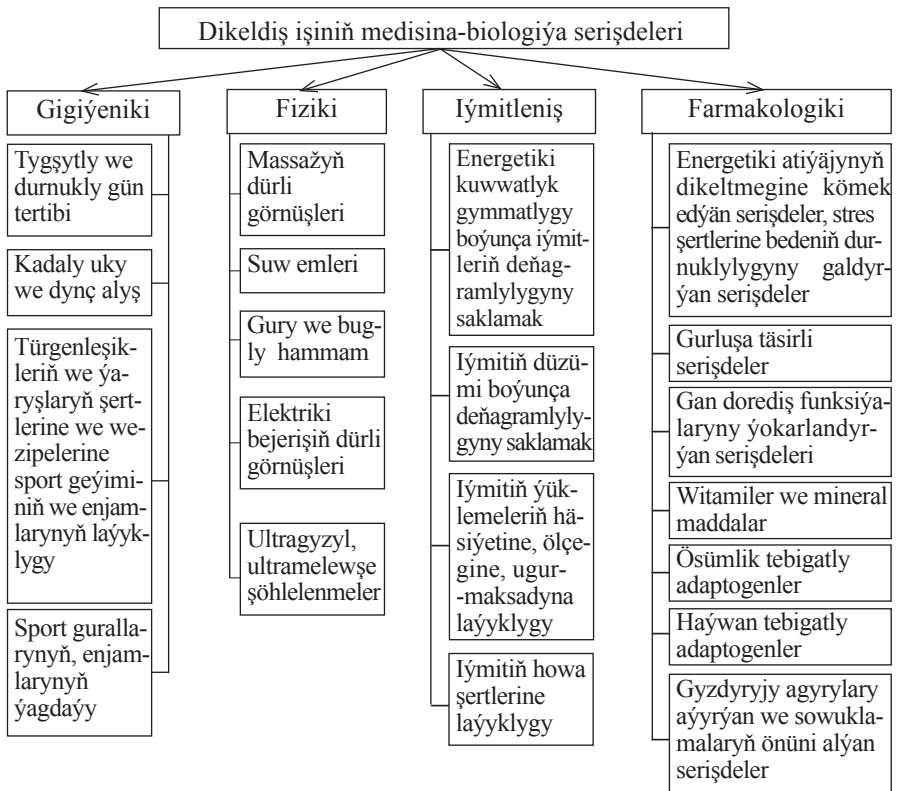 Dikeldiş işiniň medisina-biologiýa serişdeleri
Gigiýeniki
Tygşytly we
durnukly gün
tertibi
Kadaly uky
we dynç alyş
Türgenleşik-
leriň we ýa-
ryşlaryň şert-
lerine we we-
zipelerine
sport geýimi-
niň we enjam-
larynyň laýyk-
lygy
Sport guralla-
rynyň, enjam-
larynyň
ýagdaýy
Fiziki
Massažyň
dürli
görnüşleri
Suw emleri
Gury we bug-
ly hammam
Elektriki
bejerişiň dürli
görnüşleri
Ultragyzyl,
ultramelewşe
şöhlelenmeler
Iýmitleniş
Energetiki
kuwwatlyk
gymmatlygy
boýunça iýmit-
leriň deňag-
ramlylygyny
saklamak
Iýmitiň düzü-
mi boýunça
deňagramlyly-
gyny saklamak
Iýmitiň ýük-
lemeleriň hä-
siýetine, ölçe-
gine, ugur-
-maksadyna
laýyklygy
Iýmitiň howa
şertlerine
laýyklygy
Farmakologiki
Energetiki atiýäjynyň
dikeltmegine kömek
edýän serişdeler, stres
şertlerine bedeniň dur-
nuklylygyny galdyr-
ýan serişdeler
Gurluşa täsirli
serişdeler
Gan dorediş funksiýa-
laryny ýokarlandyr-
ýan serişdeleri
Witamiler we mineral
maddalar
Ösümlik tebigatly
adaptogenler
Haýwan tebigatly
adaptogenler
Gyzdyryjy agyrylary
aýyrýan we sowukla-
malaryň önüni alýan
serişdeler